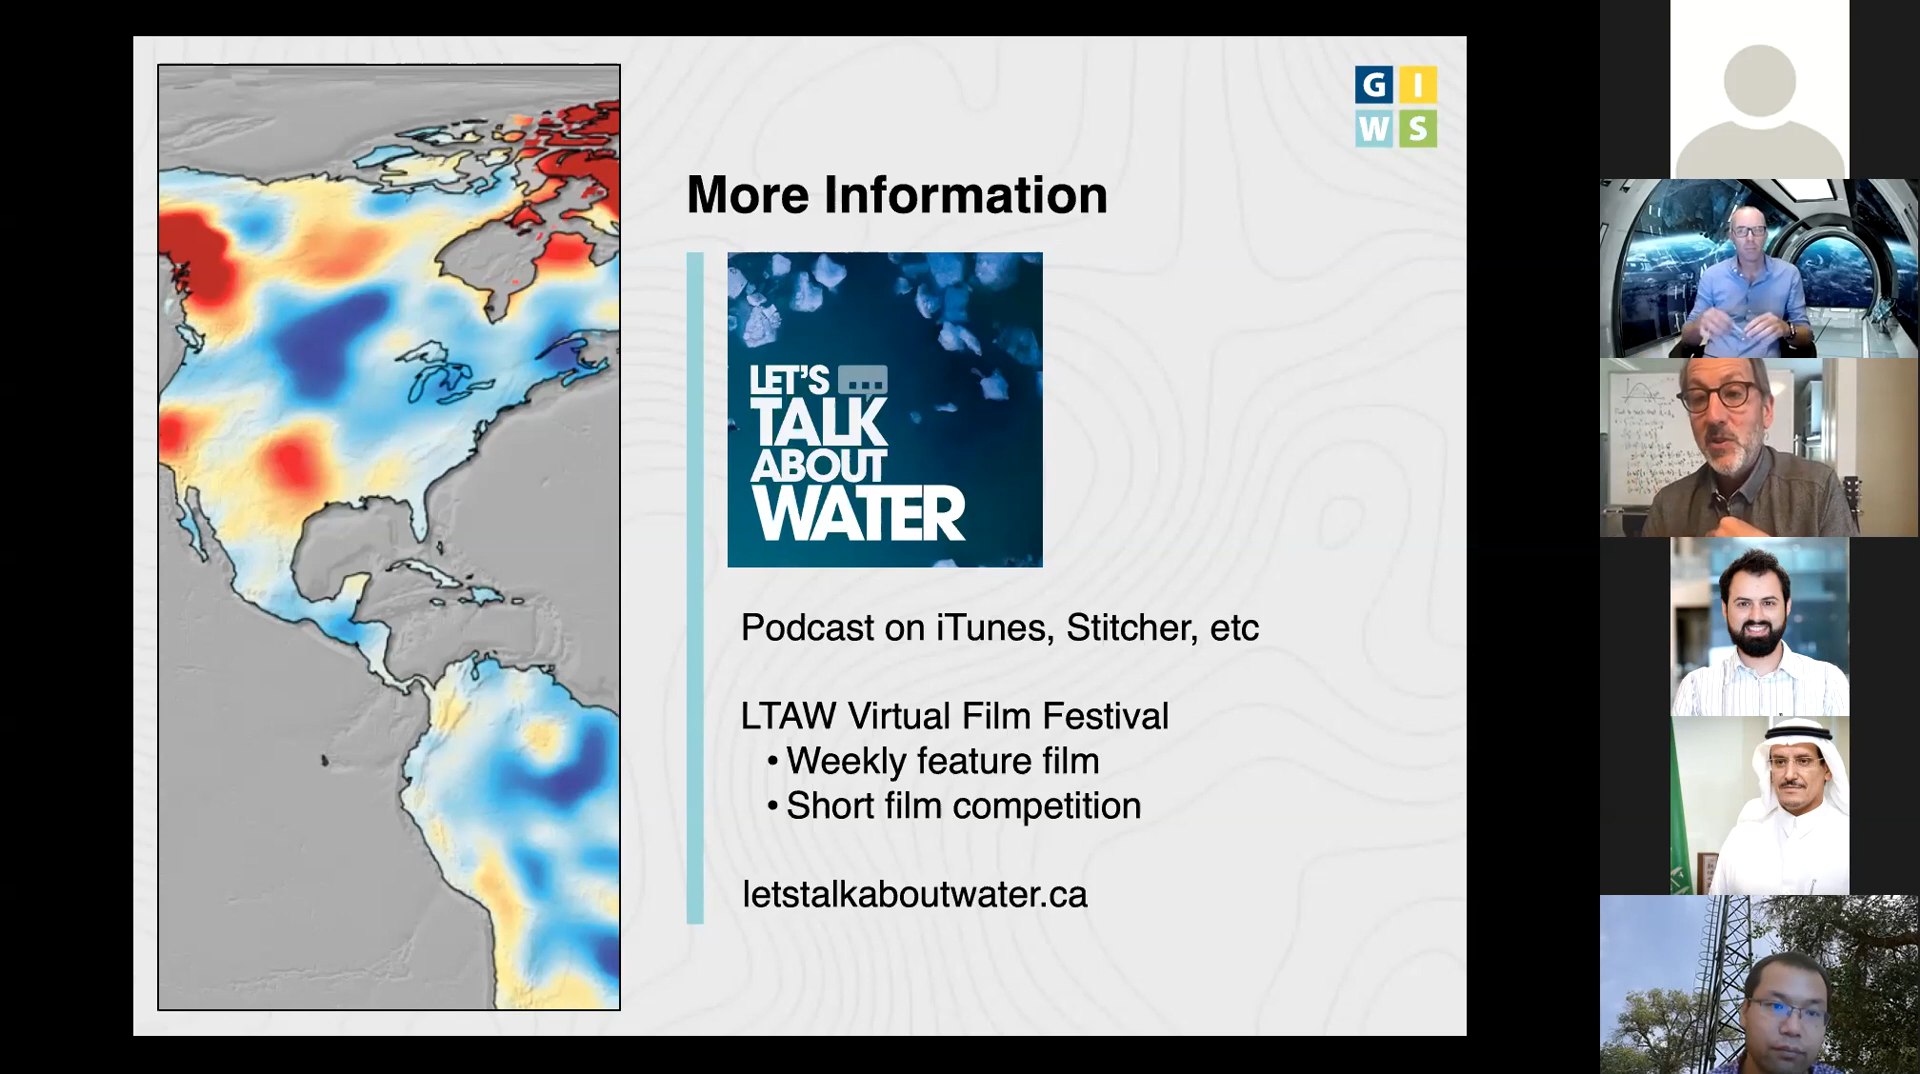 G I
W S
More Information
LET'S
TALK
ABOUT
WATER
Podcast on iTunes, Stitcher, etc
LTAW Virtual Film Festival
• Weekly feature film
• Short film competition
letstalkaboutwater.ca